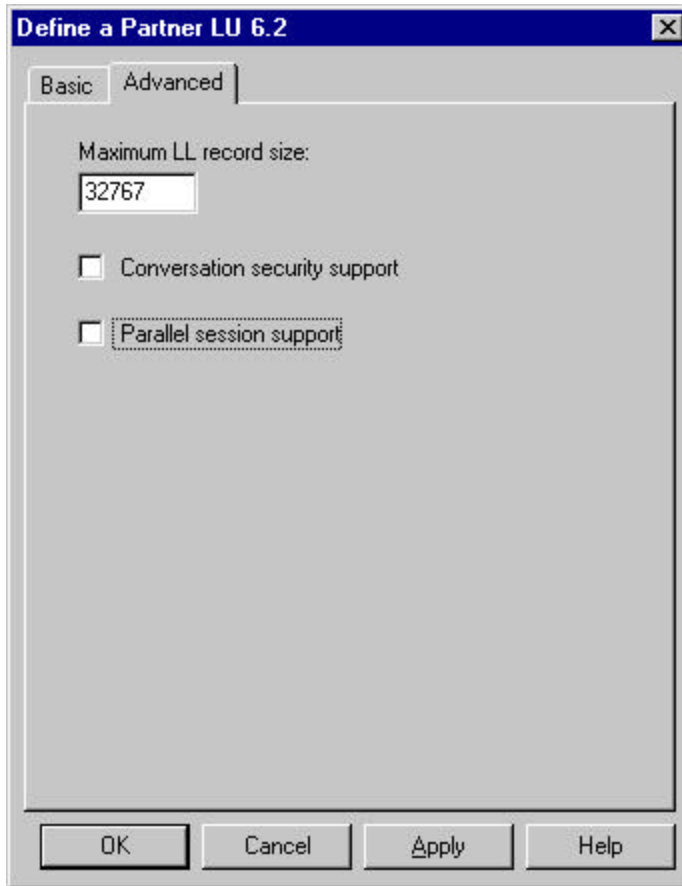 Define a Partner LU 6.2
Basic Advanced
Maximum LL record size:
32767
Conversation security support
Parallel session support
OK Cancel Apply Help